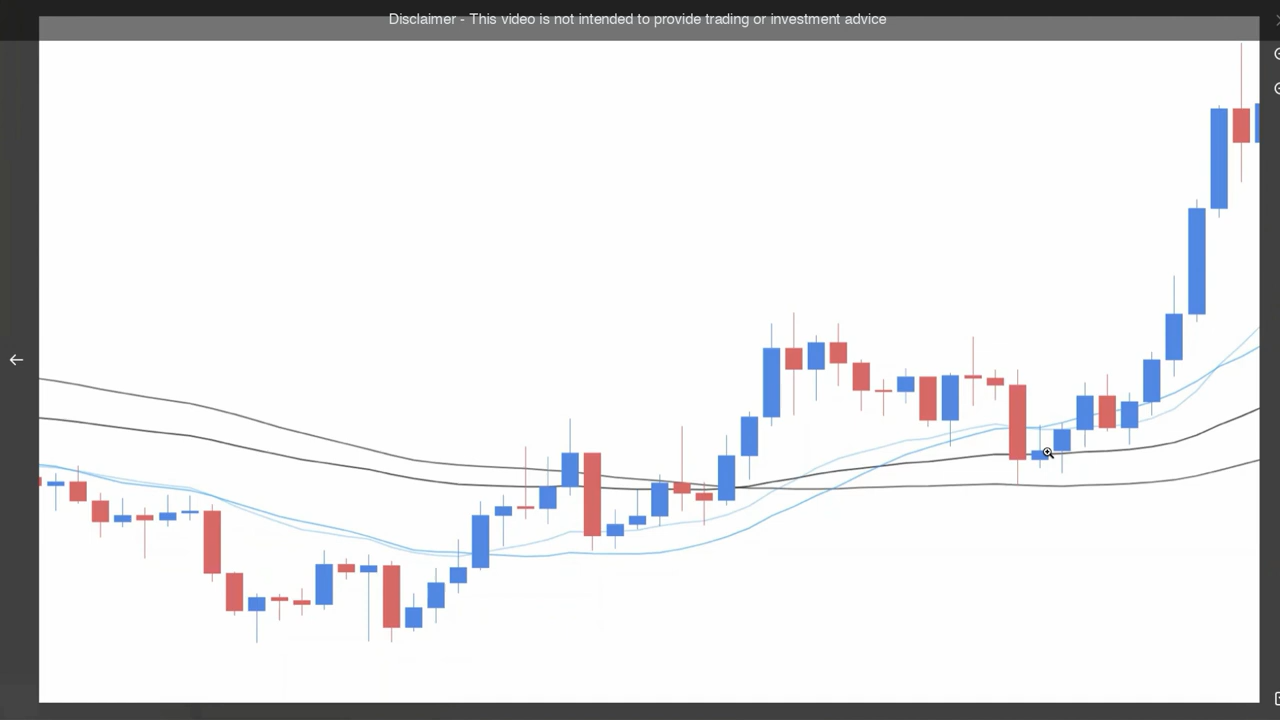 Disclaimer - This video is not intended to provide trading or investment advice